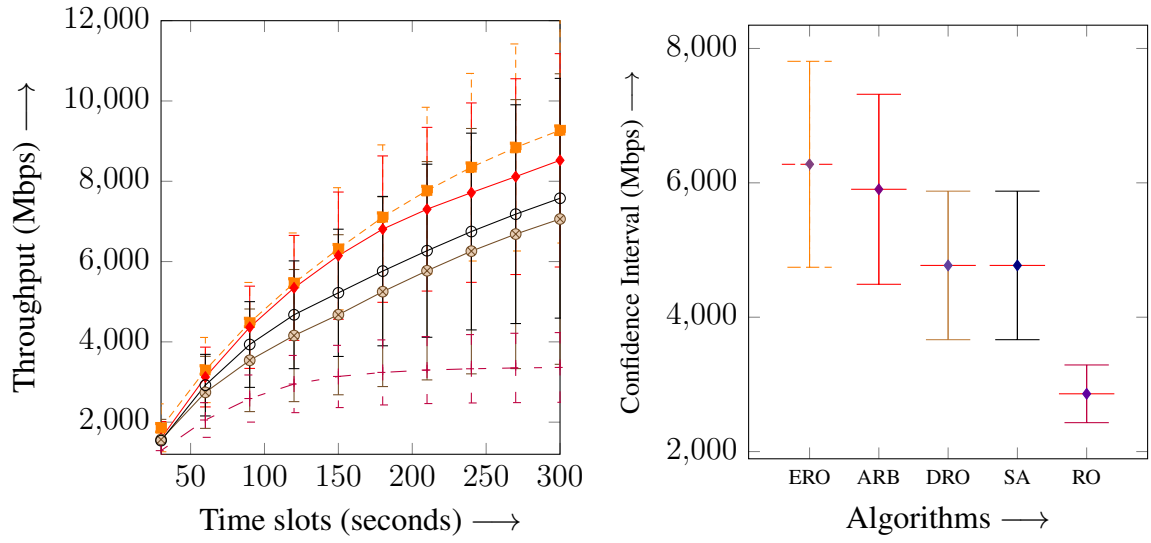 12,000
10,000
8,000
6,000
4,000
2,000
50 100 150 200 250 300
Time slots (seconds) ⟶
Throughput (Mbps) ⟶
8,000
6,000
4,000
2,000
ERO ARB DRO SA RO
Algorithms ⟶
Confidence Interval (Mbps) ⟶